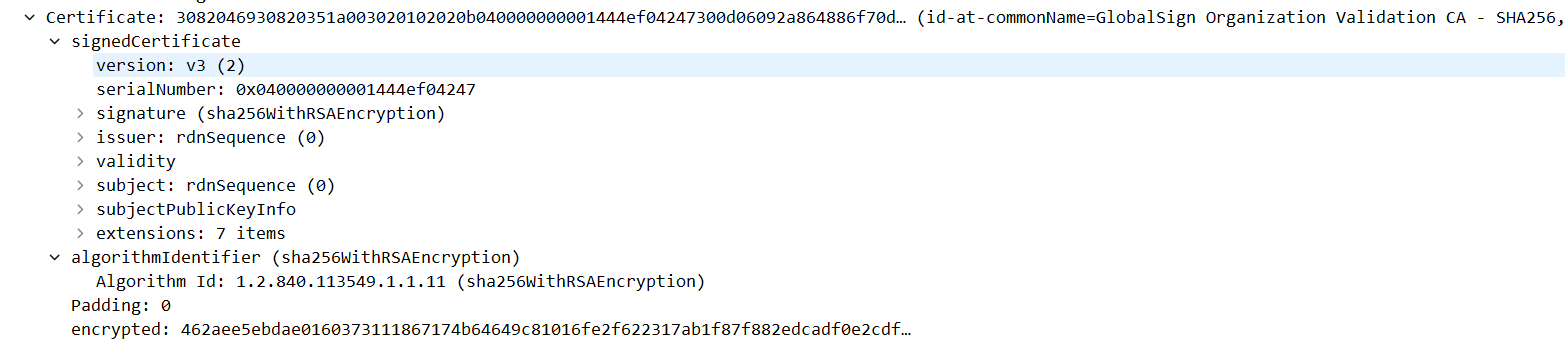 Certificate: 3082046930820351a003020102020b040000000001444ef04247300d06092a864886f70d… (id-at-commonName=GlobalSign Organization Validation CA - SHA256,
signedCertificate
version: v3 (2)
serialNumber: 0x040000000001444ef04247
signature (sha256WithRSAEncryption)
issuer: rdnSequence (0)
validity
subject: rdnSequence (0)
subjectPublicKeyInfo
extensions: 7 items
algorithmIdentifier (sha256WithRSAEncryption)
Algorithm Id: 1.2.840.113549.1.1.11 (sha256WithRSAEncryption)
Padding: 0
encrypted: 462aee5ebdae0160373111867174b64649c81016fe2f622317ab1f87f882edcadf0e2cdf…